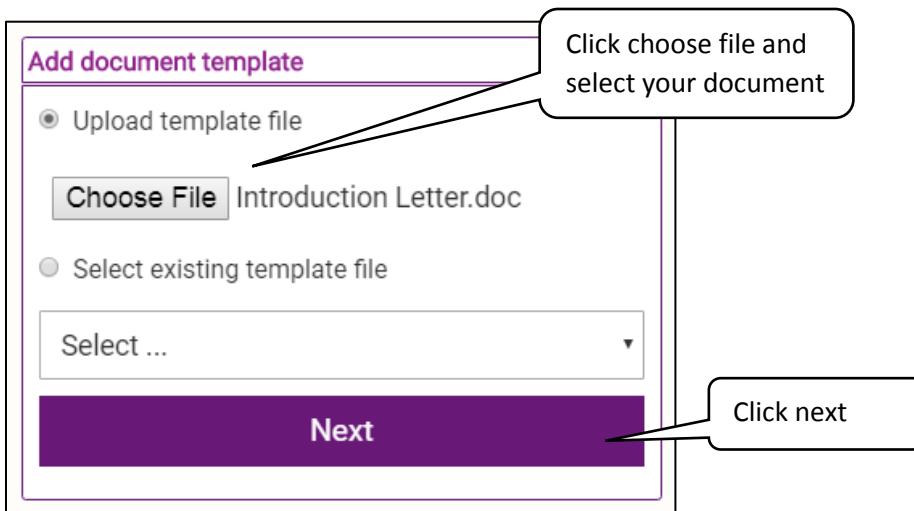 Add document template
Click choose file and
select your document
Upload template file
Choose File Introduction Letter.doc
Select existing template file
Select ...
Next
Click next